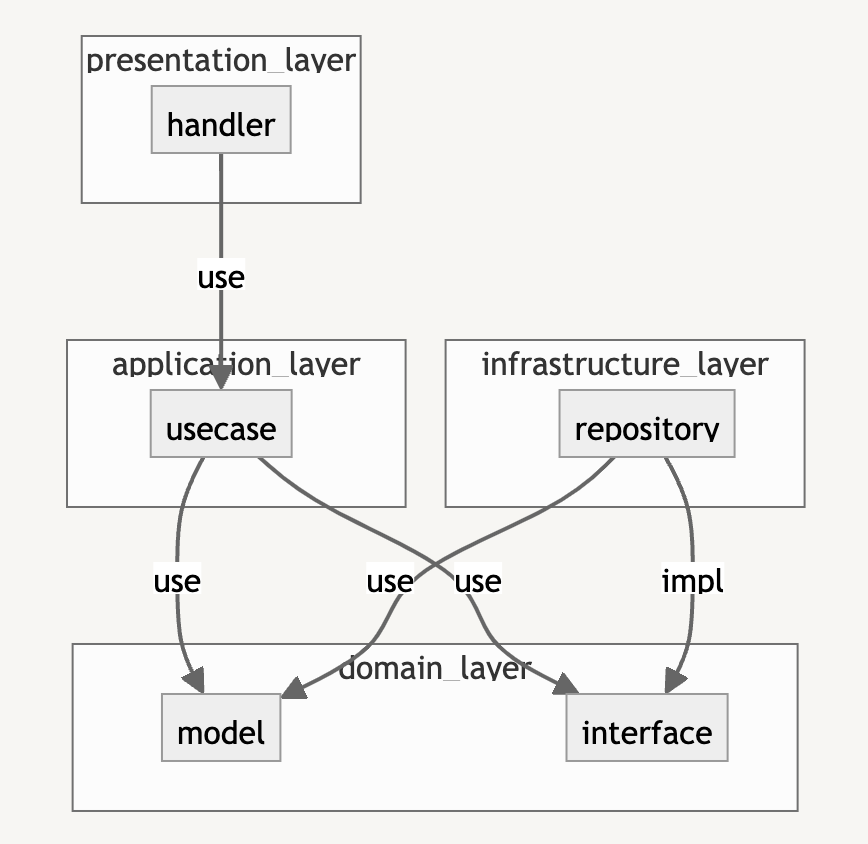 presentation_layer
handler
use
application_layer
infrastructure_layer
usecase
repository
use
use
use
impl
domain_layer
model
interface